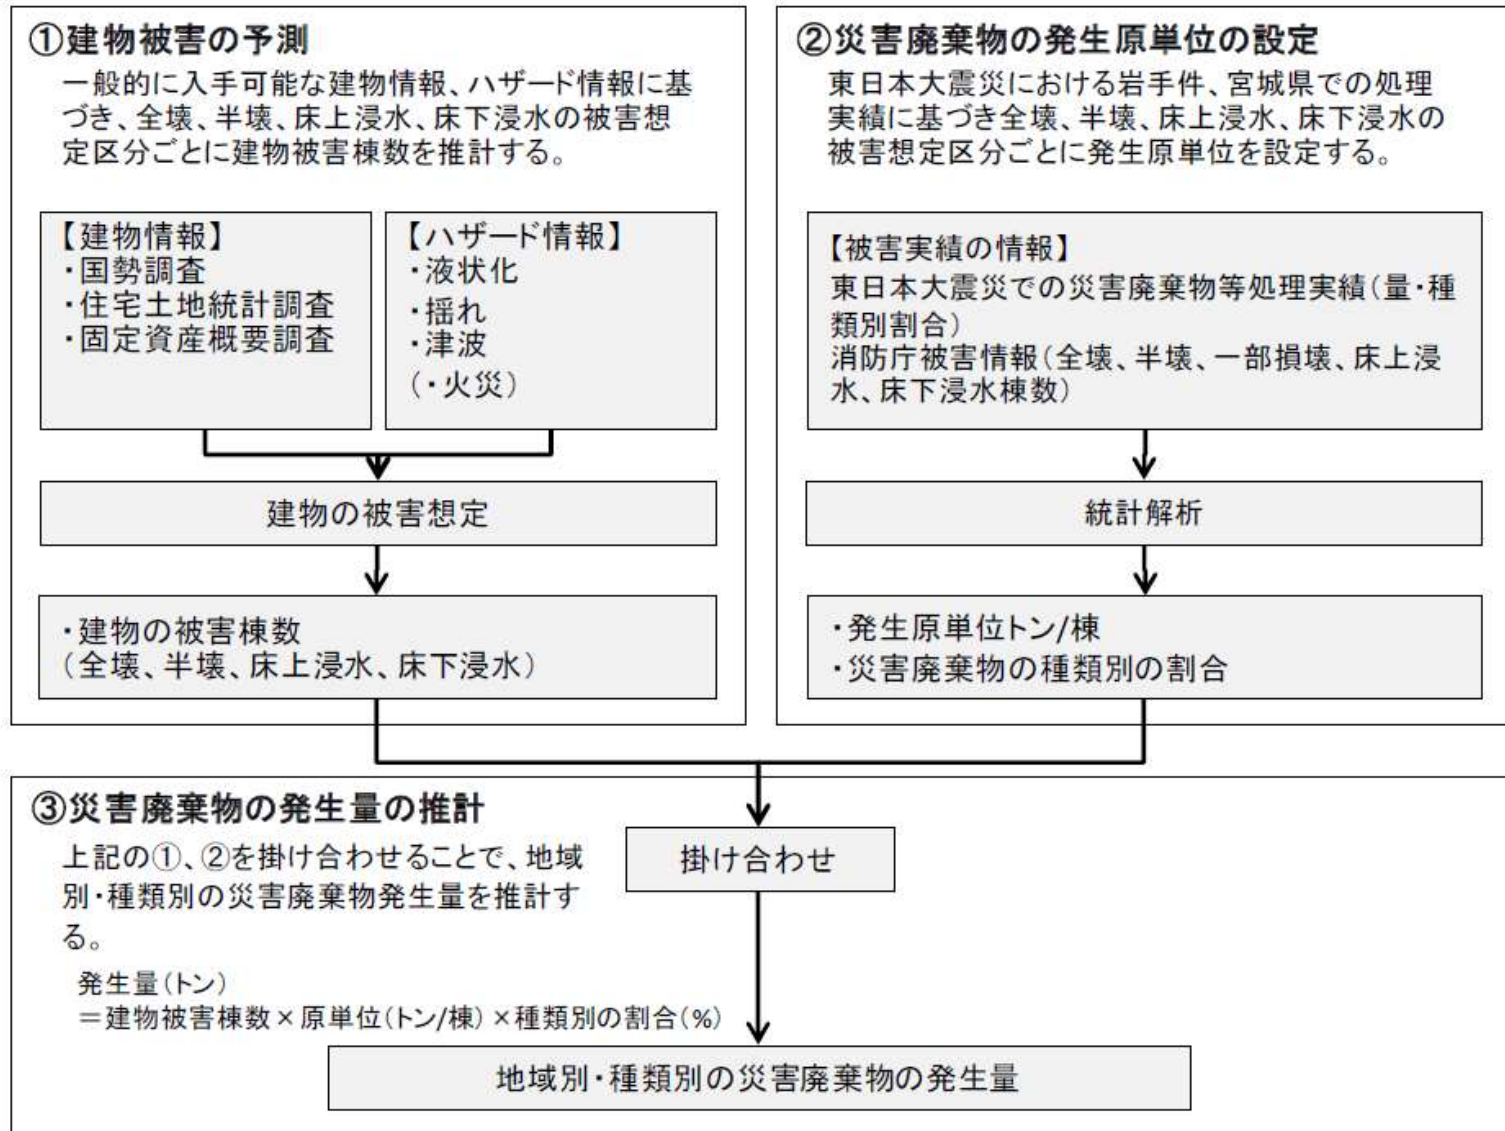 ①建物被害の予測
一般的に入手可能な建物情報、ハザード情報に基
づき、全壊、半壊、床上浸水、床下浸水の被害想
定区分ごとに建物被害棟数を推計する。
【建物情報】
・国勢調査
・住宅土地統計調査
・固定資産概要調査
【ハザード情報】
・液状化
・揺れ
・津波
(・火災)
建物の被害想定
・建物の被害棟数
(全壊、半壊、床上浸水、床下浸水)
②災害廃棄物の発生原単位の設定
東日本大震災における岩手件、宮城県での処理
実績に基づき全壊、半壊、床上浸水、床下浸水の
被害想定区分ごとに発生原単位を設定する。
【被害実績の情報】
東日本大震災での災害廃棄物等処理実績(量・種
類別割合)
消防庁被害情報(全壊、半壊、一部損壊、床上浸
水、床下浸水棟数)
統計解析
・発生原単位トン/棟
・災害廃棄物の種類別の割合
③災害廃棄物の発生量の推計
上記の①、②を掛け合わせることで、地域
別・種類別の災害廃棄物発生量を推計す
る。
発生量(トン)
=建物被害棟数×原単位(トン/棟)×種類別の割合(%)
掛け合わせ
地域別・種類別の災害廃棄物の発生量